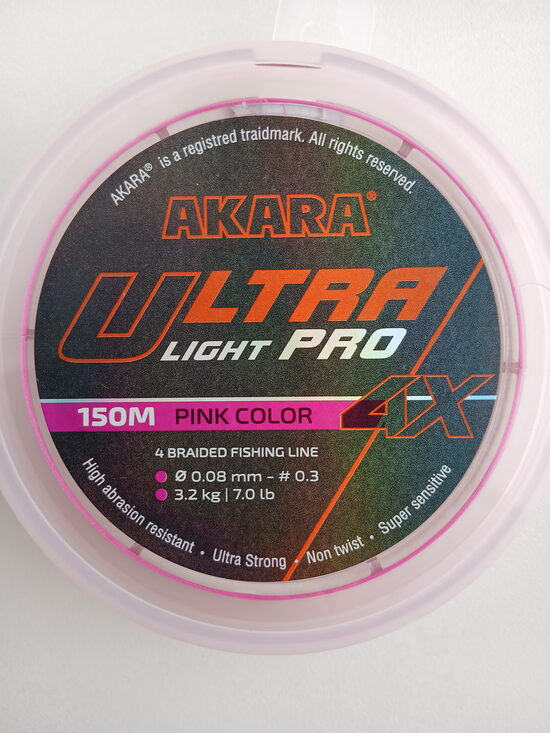 AKARA® is a registred traidmark. All rights reserved.
AKARA®
ULTRA
LIGHT PRO
150M PINK COLOR 4X
4 BRAIDED FISHING LINE
Ø 0.08 mm - # 0.3
3.2 kg | 7.0 lb
High abrasion resistant • Ultra Strong • Non twist • Super sensitive